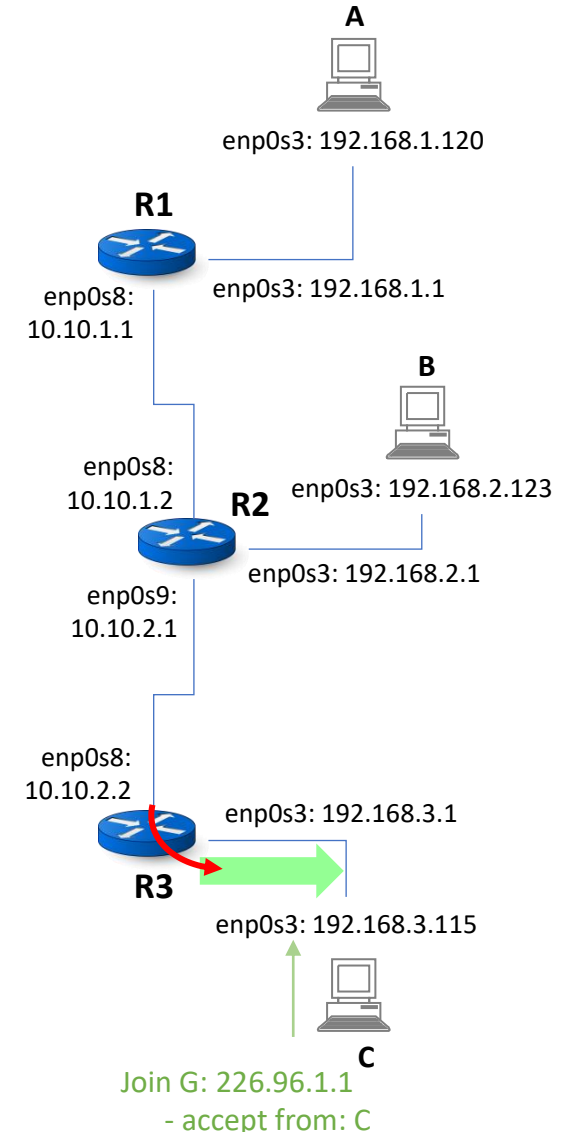 A
enp0s3: 192.168.1.120
R1
enp0s3: 192.168.1.1
enp0s8:
10.10.1.1
B
enp0s8:
10.10.1.2
enp0s3: 192.168.2.123
R2
enp0s3: 192.168.2.1
enp0s9:
10.10.2.1
enp0s8:
10.10.2.2
enp0s3: 192.168.3.1
R3
enp0s3: 192.168.3.115
C
Join G: 226.96.1.1
- accept from: C